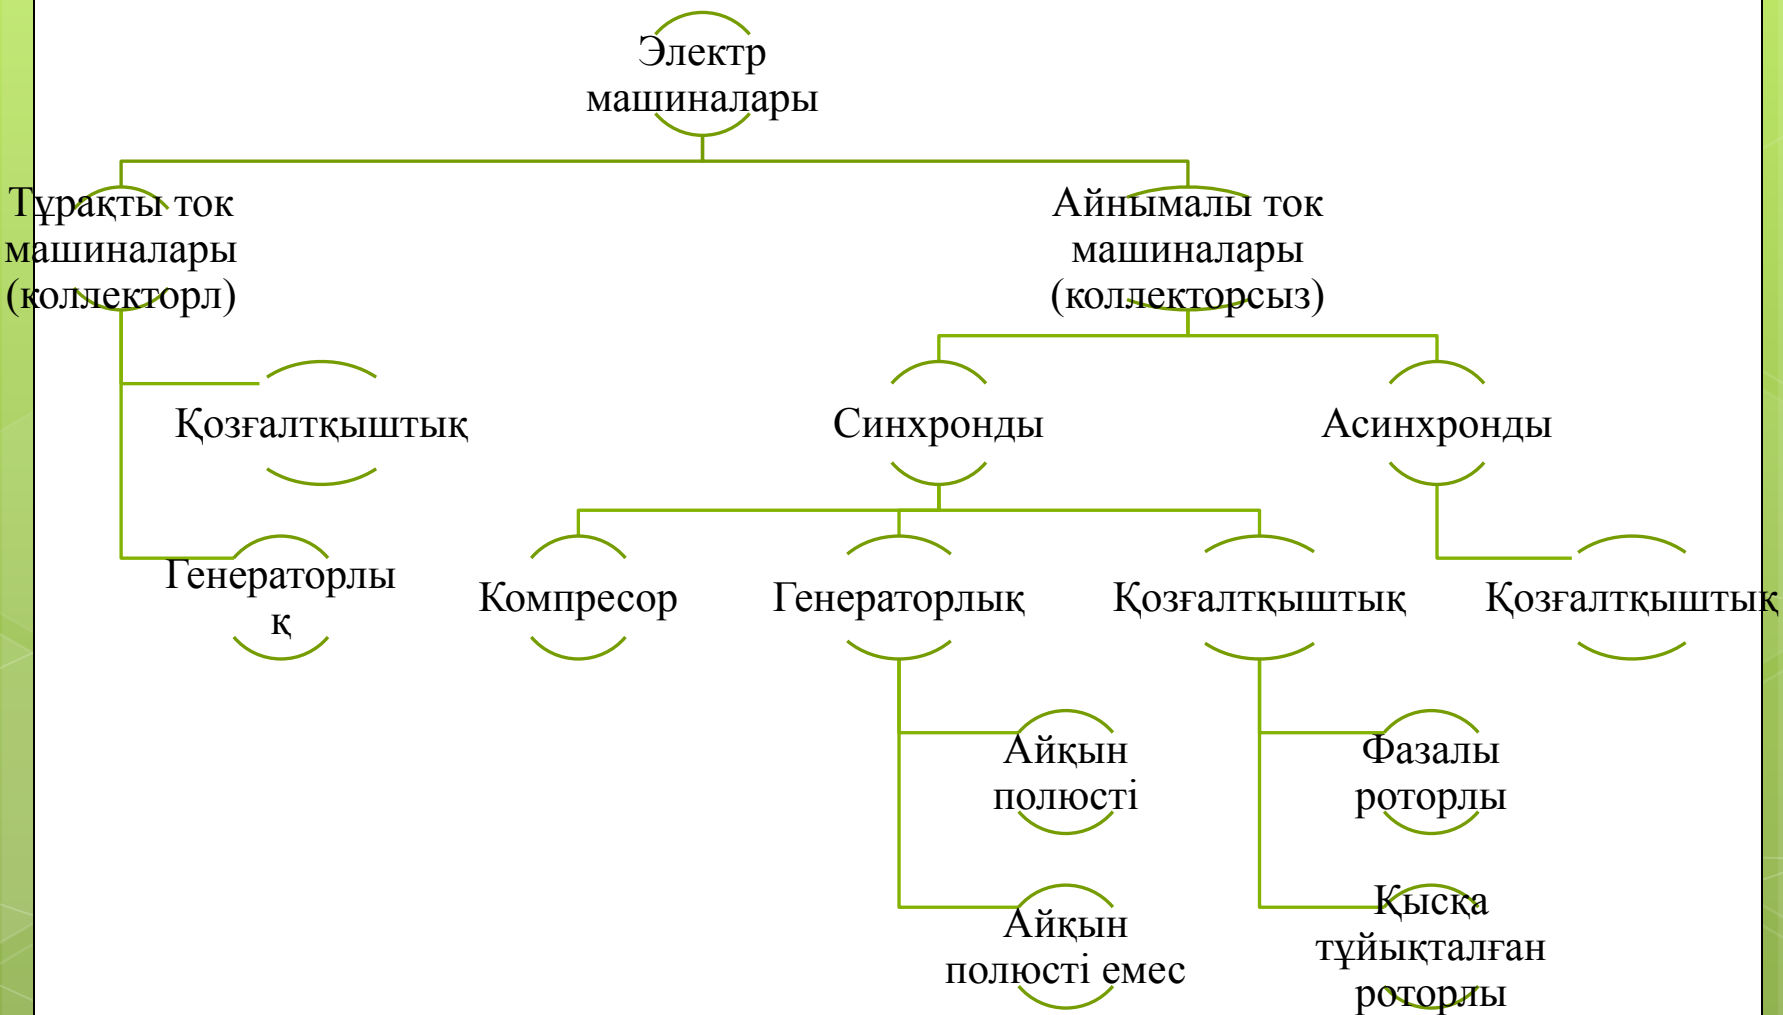 Электр
машиналары
Тұрақты ток
машиналары
(коллекторл)
Айнымалы ток
машиналары
(коллекторсыз)
Қозғалтқыштық
Синхронды
Асинхронды
Генераторлы
қ
Компресор
Генераторлық
Қозғалтқыштық
Қозғалтқыштық
Айқын
полюсті
Фазалы
роторлы
Айқын
полюсті емес
Қысқа
тұйықталған
роторлы